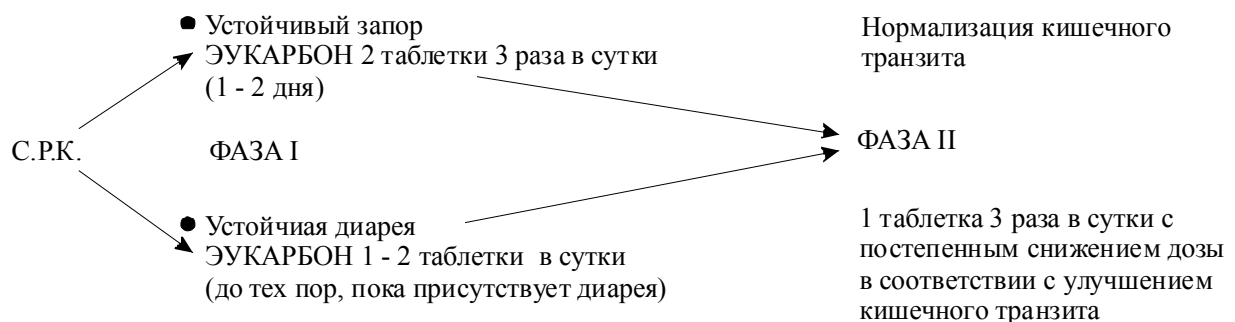 ● Устойчивый запор
ЭУКАРБОН 2 таблетки 3 раза в сутки
(1 - 2 дня)
Нормализация кишечного
транзита
С.Р.К.
ФАЗА I
ФАЗА II
● Устойчиая диарея
ЭУКАРБОН 1 - 2 таблетки в сутки
(до тех пор, пока присутствует диарея)
1 таблетка 3 раза в сутки с
постепенным снижением дозы
в соответствии с улучшением
кишечного транзита